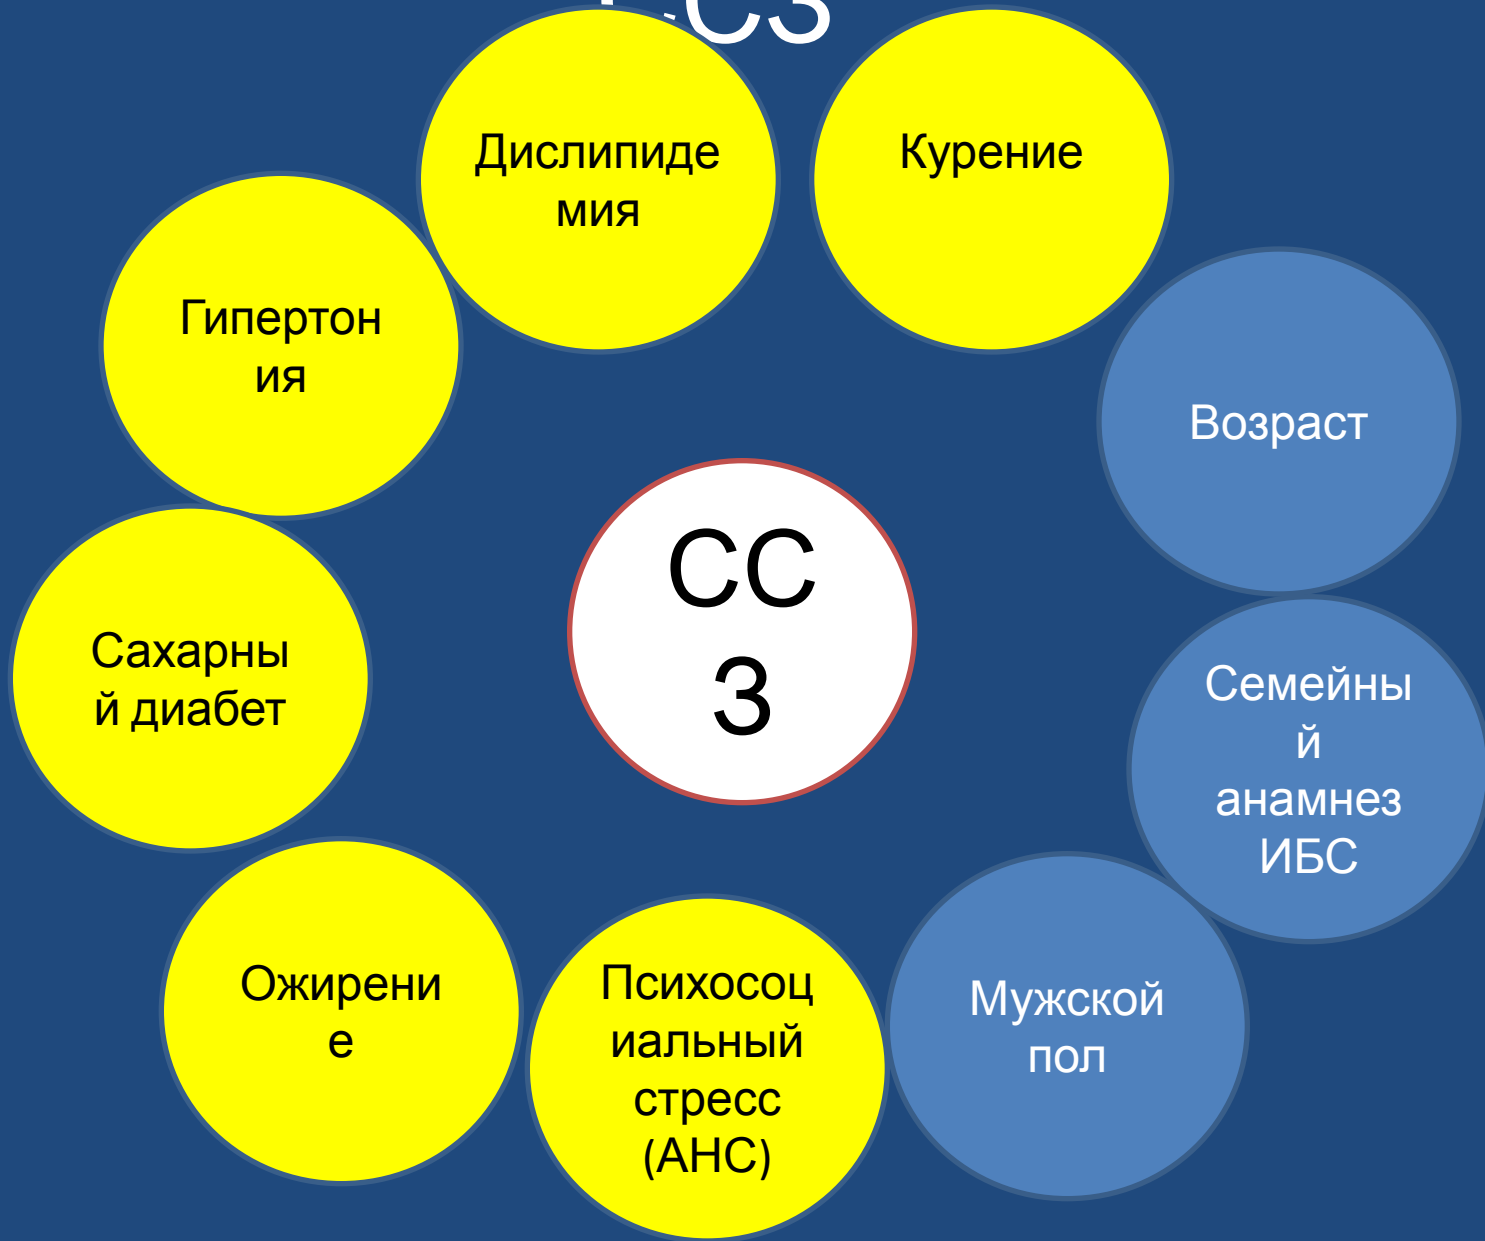 ССЗ
Дислипиде
мия
Курение
Гипертон
ия
Возраст
СС
З
Сахарны
й диабет
Семейны
й
анамнез
ИБС
Ожирени
е
Психосоц
иальный
стресс
(АНС)
Мужской
пол